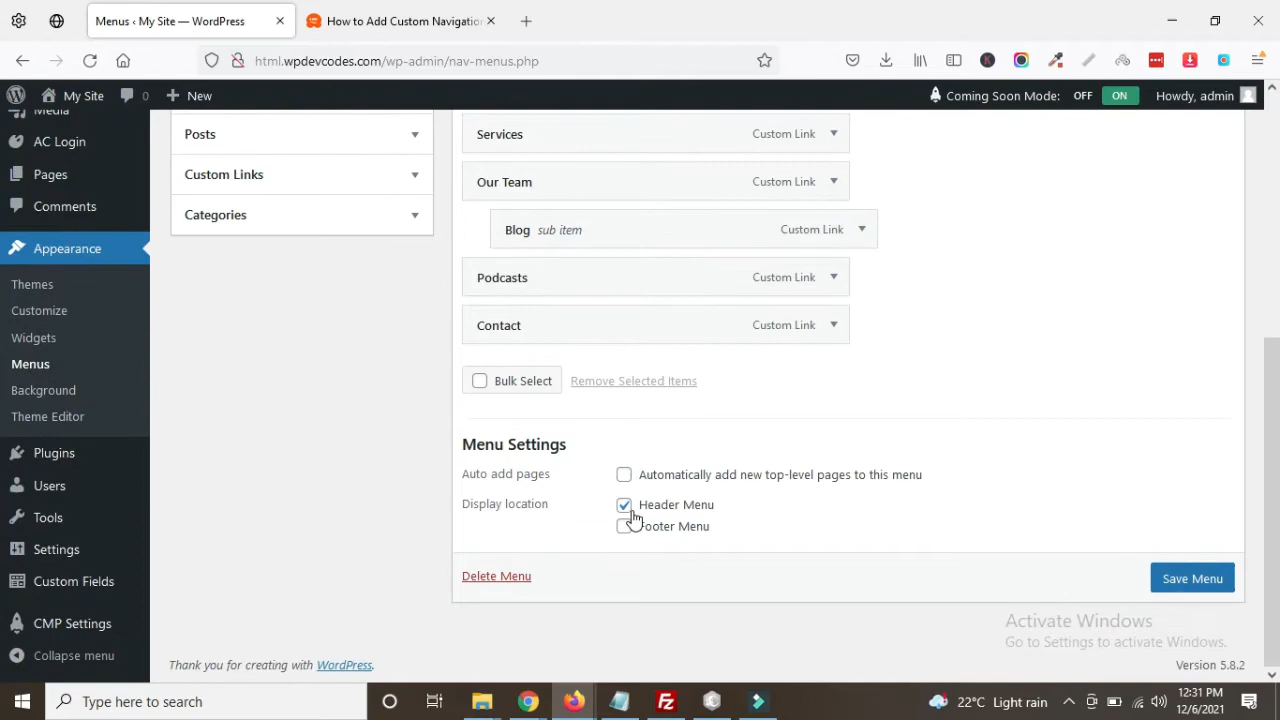 Menus ‹ My Site — WordPress
How to Add Custom Navigation
html.wpdevcodes.com/wp-admin/nav-menus.php
My Site
0
New
Coming Soon Mode: OFF ON
Howdy, admin
Media
AC Login
Pages
Comments
Appearance
Themes
Customize
Widgets
Menus
Background
Theme Editor
Plugins
Users
Tools
Settings
Custom Fields
CMP Settings
Collapse menu
Posts
Custom Links
Categories
Services Custom Link
Our Team Custom Link
Blog sub item Custom Link
Podcasts Custom Link
Contact Custom Link
Bulk Select Remove Selected Items
Menu Settings
Auto add pages Automatically add new top-level pages to this menu
Display location Header Menu
Footer Menu
Delete Menu Save Menu
Activate Windows
Go to Settings to activate Windows.
Thank you for creating with WordPress. Version 5.8.2
Type here to search
22°C Light rain
12:31 PM
12/6/2021